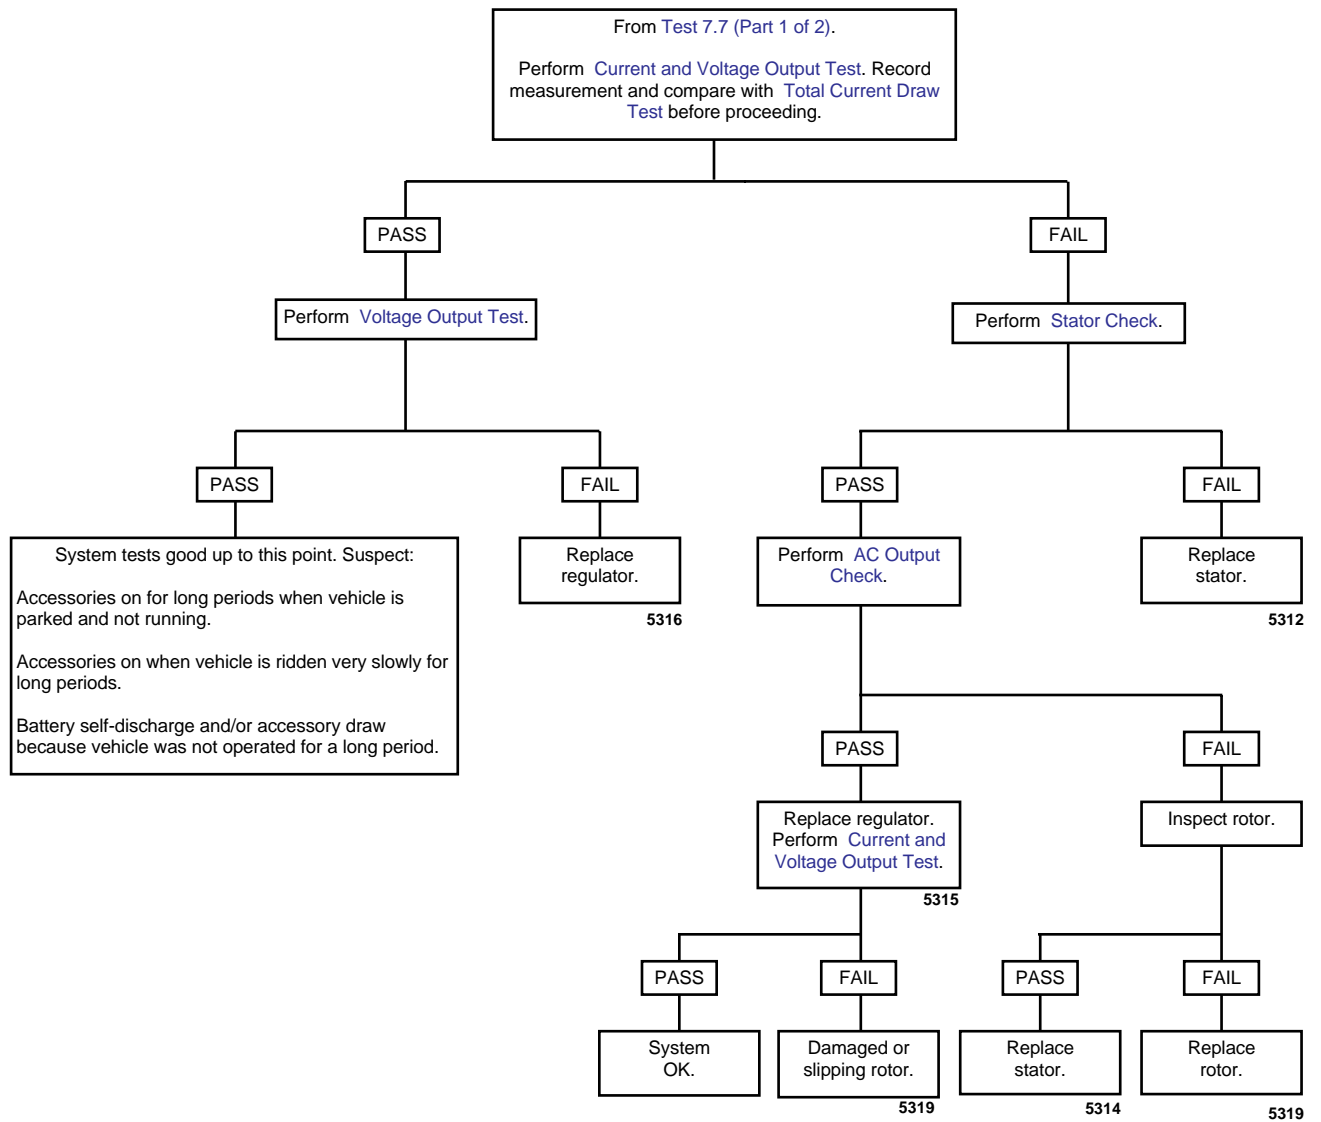 From Test 7.7 (Part 1 of 2).
Perform Current and Voltage Output Test. Record
measurement and compare with Total Current Draw
Test before proceeding.
PASS
FAIL
Perform Voltage Output Test.
Perform Stator Check.
PASS
FAIL
PASS
FAIL
System tests good up to this point. Suspect:
Accessories on for long periods when vehicle is
parked and not running.
Accessories on when vehicle is ridden very slowly for
long periods.
Battery self-discharge and/or accessory draw
because vehicle was not operated for a long period.
Replace
regulator.
5316
Perform AC Output
Check.
Replace
stator.
5312
PASS
FAIL
Replace regulator.
Perform Current and
Voltage Output Test.
5315
Inspect rotor.
PASS
FAIL
PASS
FAIL
System
OK.
Damaged or
slipping rotor.
5319
Replace
stator.
5314
Replace
rotor.
5319